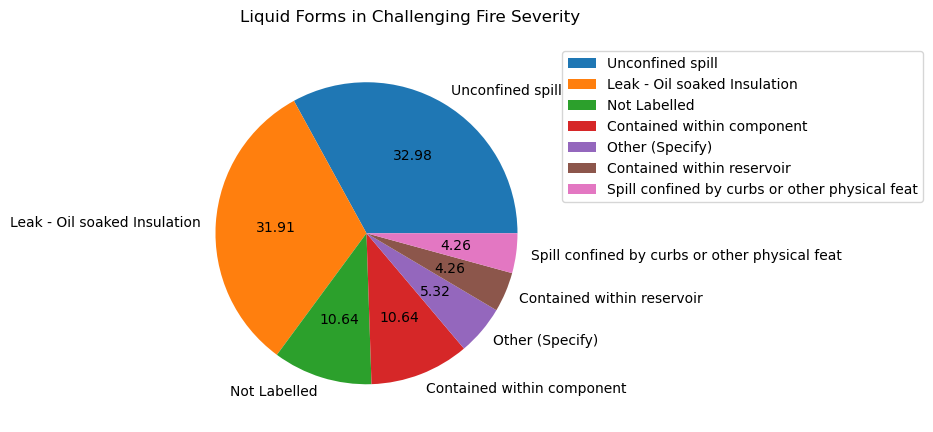 Liquid Forms in Challenging Fire Severity
Unconfined spill
Leak - Oil soaked Insulation
Not Labelled
Contained within component
Other (Specify)
Contained within reservoir
Spill confined by curbs or other physical feat
Unconfined spill
32.98
Leak - Oil soaked Insulation
31.91
4.26
Spill confined by curbs or other physical feat
4.26
Contained within reservoir
5.32
Other (Specify)
10.64
10.64
Not Labelled
Contained within component